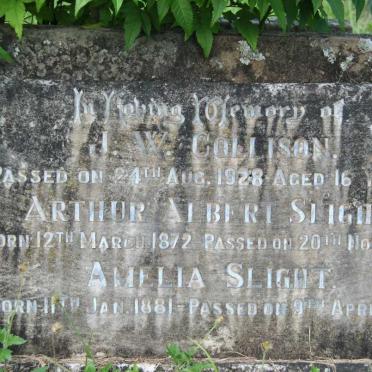 In Loving Memory of
J. W. COLLISON.
PASSED ON 24TH AUG. 1928 AGED 16
ARTHUR ALBERT SLIGHT
BORN 12TH MARCH 1872 PASSED ON 20TH NO
AMELIA SLIGHT.
BORN 11TH JAN. 1881 - PASSED ON 9TH APRI